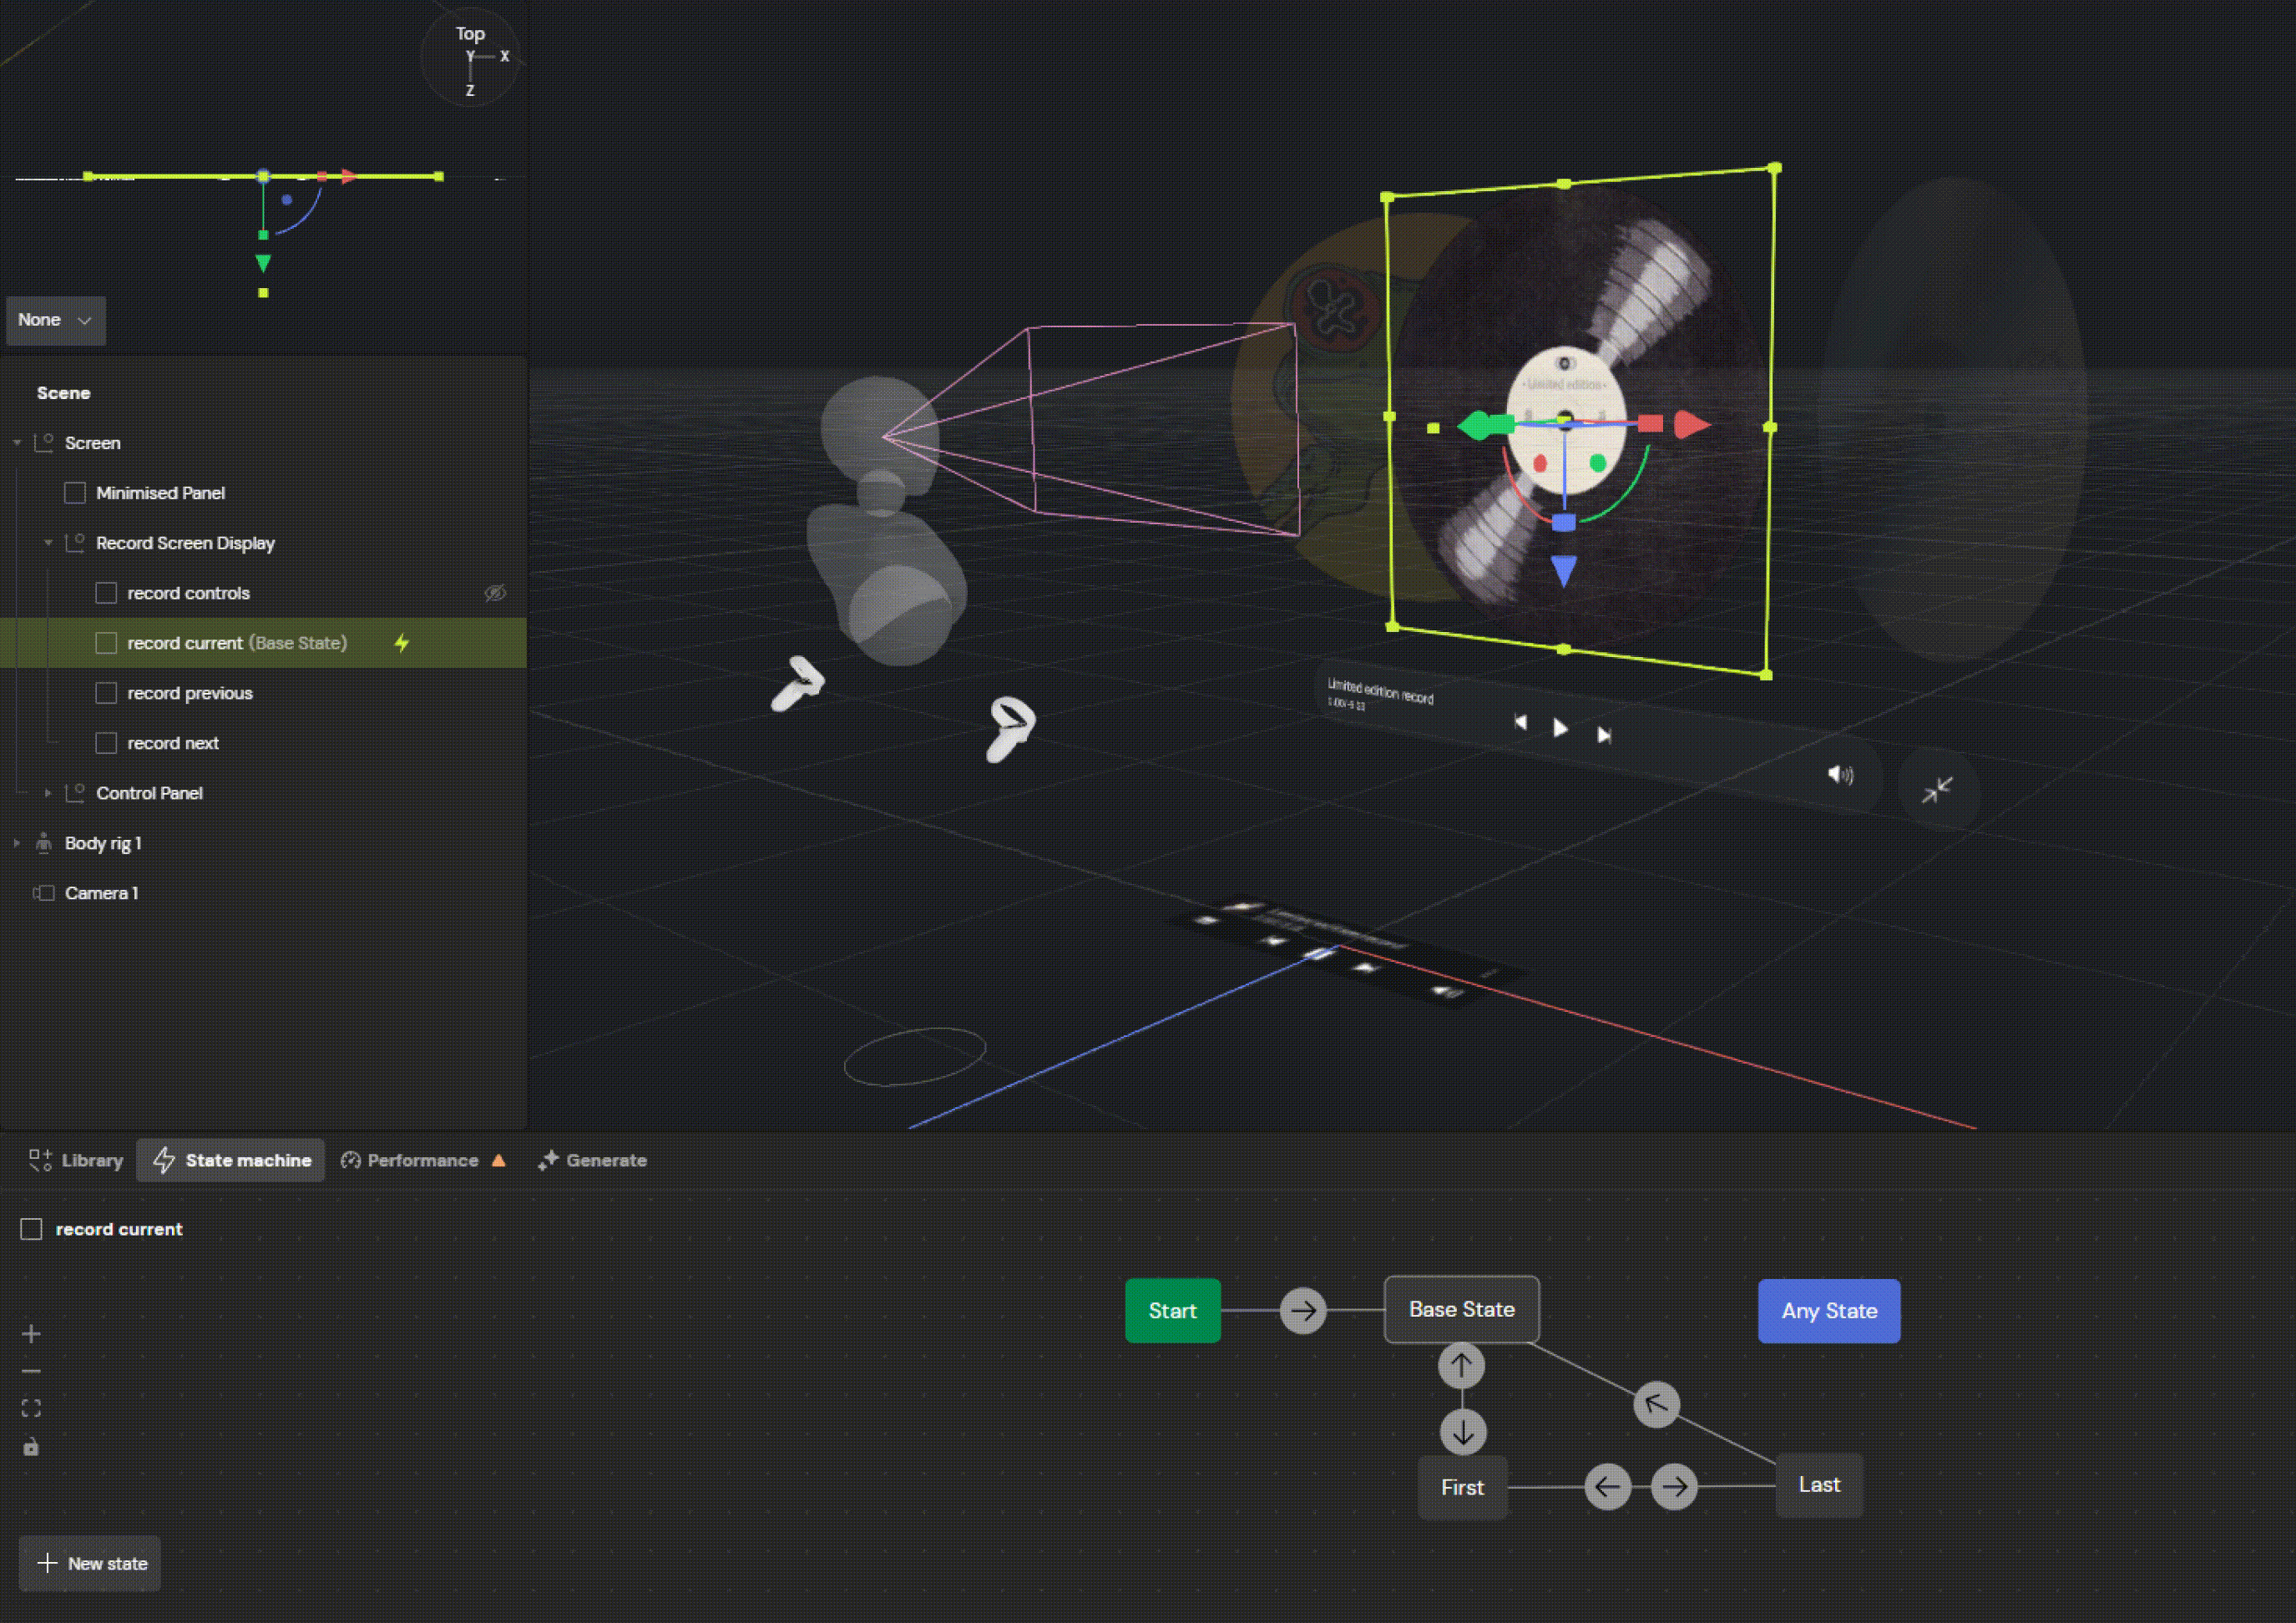 Top
Y X
Z
None
Scene
Screen
Minimised Panel
Record Screen Display
record controls
record current (Base State)
record previous
record next
Control Panel
Body rig 1
Camera 1
• Limited edition •
Limited edition record
Library
State machine
Performance
Generate
record current
Start
Base State
Any State
First
Last
New state